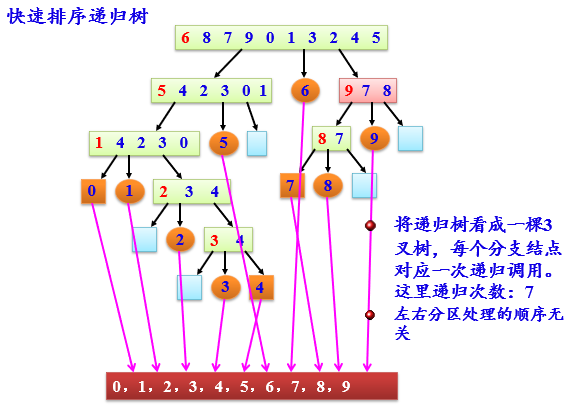 快速排序递归树
6 8 7 9 0 1 3 2 4 5
5 4 2 3 0 1
6
9 7 8
1 4 2 3 0
5
8 7
9
0
1
2 3 4
7
8
2
3 4
3
4
将递归树看成一棵3
叉树，每个分支结点
对应一次递归调用。
这里递归次数：7
左右分区处理的顺序无
关
0，1，2，3，4，5，6，7，8，9